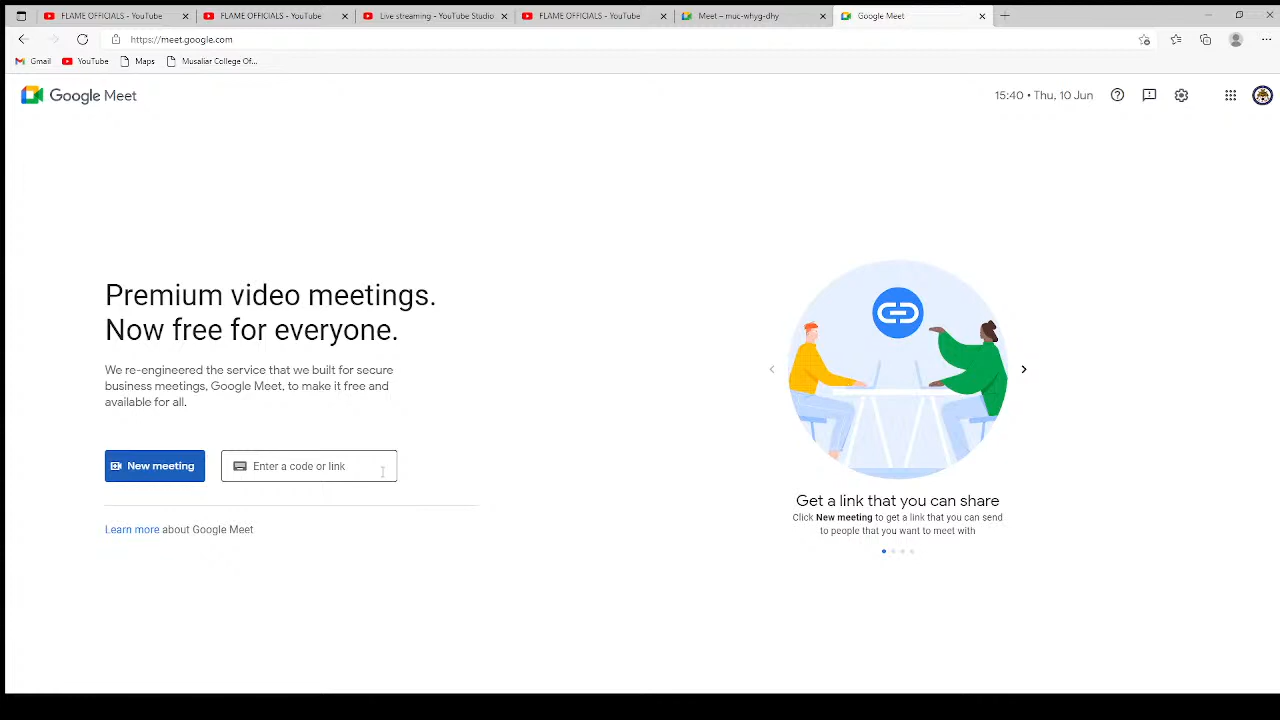 FLAME OFFICIALS - YouTube
FLAME OFFICIALS - YouTube
Live streaming - YouTube Studio
FLAME OFFICIALS - YouTube
Meet – muc-whyg-dhy
Google Meet
https://meet.google.com
Gmail
YouTube
Maps
Musaliar College Of...
Google Meet
15:40 • Thu, 10 Jun
Premium video meetings.
Now free for everyone.
We re-engineered the service that we built for secure
business meetings, Google Meet, to make it free and
available for all.
New meeting
Enter a code or link
Learn more about Google Meet
Get a link that you can share
Click New meeting to get a link that you can send
to people that you want to meet with